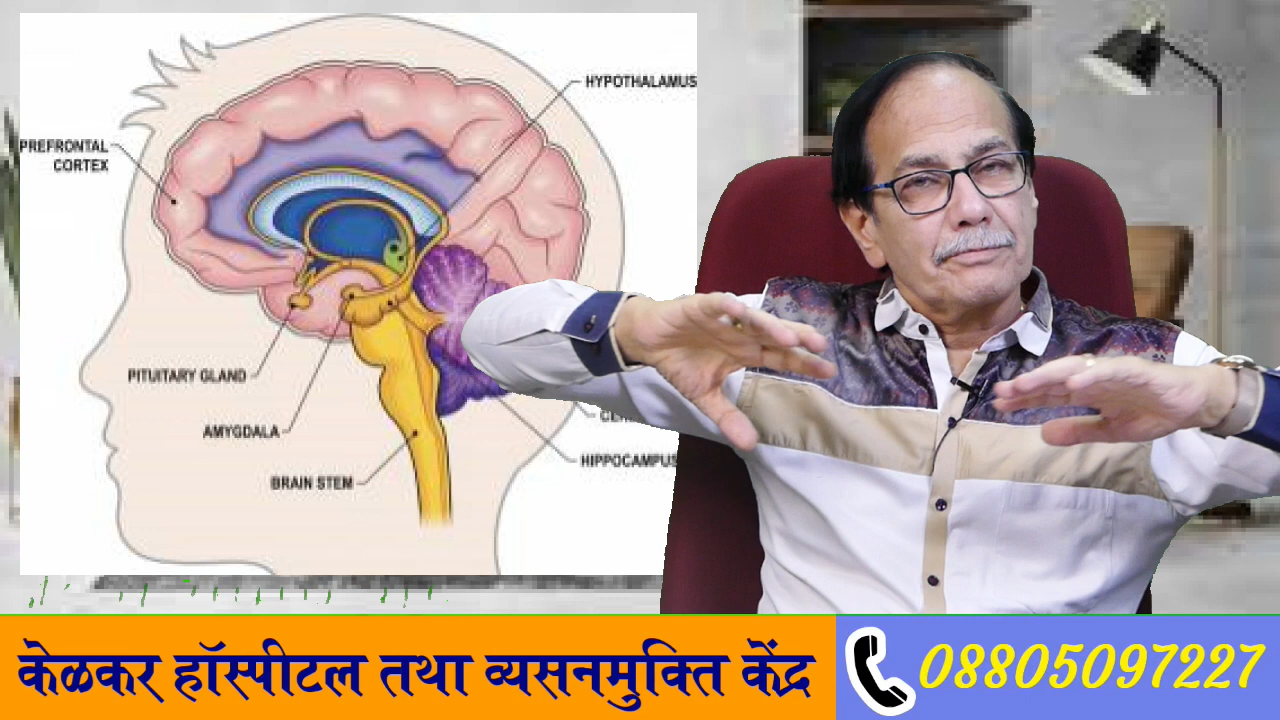 HYPOTHALAMUS
PREFRONTAL
CORTEX
PITUITARY GLAND
AMYGDALA
HIPPOCAMPUS
BRAIN STEM
केळकर हॉस्पीटल तथा व्यसनमुक्ति केंद्र
08805097227